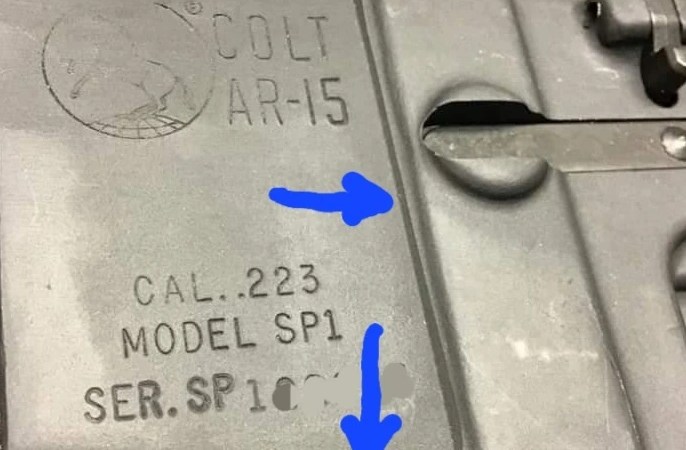 ®
COLT
AR-15
CAL..223
MODEL SP1
SER. SP1